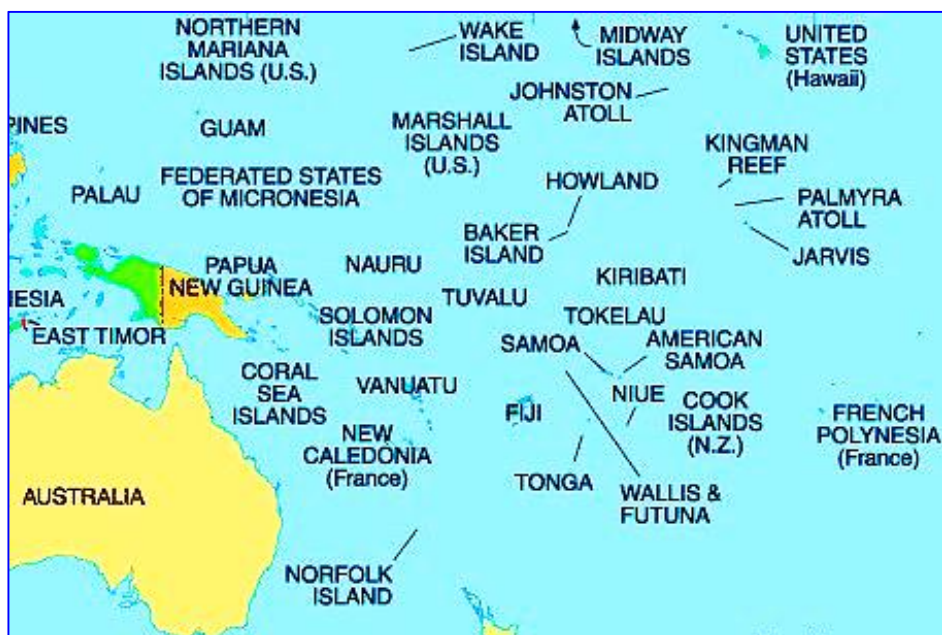 NORTHERN
MARIANA
ISLANDS (U.S.)
WAKE
ISLAND
MIDWAY
ISLANDS
UNITED
STATES
(Hawaii)
JOHNSTON
ATOLL
PINES
GUAM
MARSHALL
ISLANDS
(U.S.)
KINGMAN
REEF
PALAU
FEDERATED STATES
OF MICRONESIA
HOWLAND
PALMYRA
ATOLL
BAKER
ISLAND
JARVIS
PAPUA
NEW GUINEA
NAURU
KIRIBATI
NESIA
TUVALU
EAST TIMOR
SOLOMON
ISLANDS
TOKELAU
SAMOA
AMERICAN
SAMOA
CORAL
SEA
ISLANDS
VANUATU
FIJI
NIUE
COOK
ISLANDS
(N.Z.)
FRENCH
POLYNESIA
(France)
NEW
CALEDONIA
(France)
TONGA
WALLIS &
FUTUNA
AUSTRALIA
NORFOLK
ISLAND